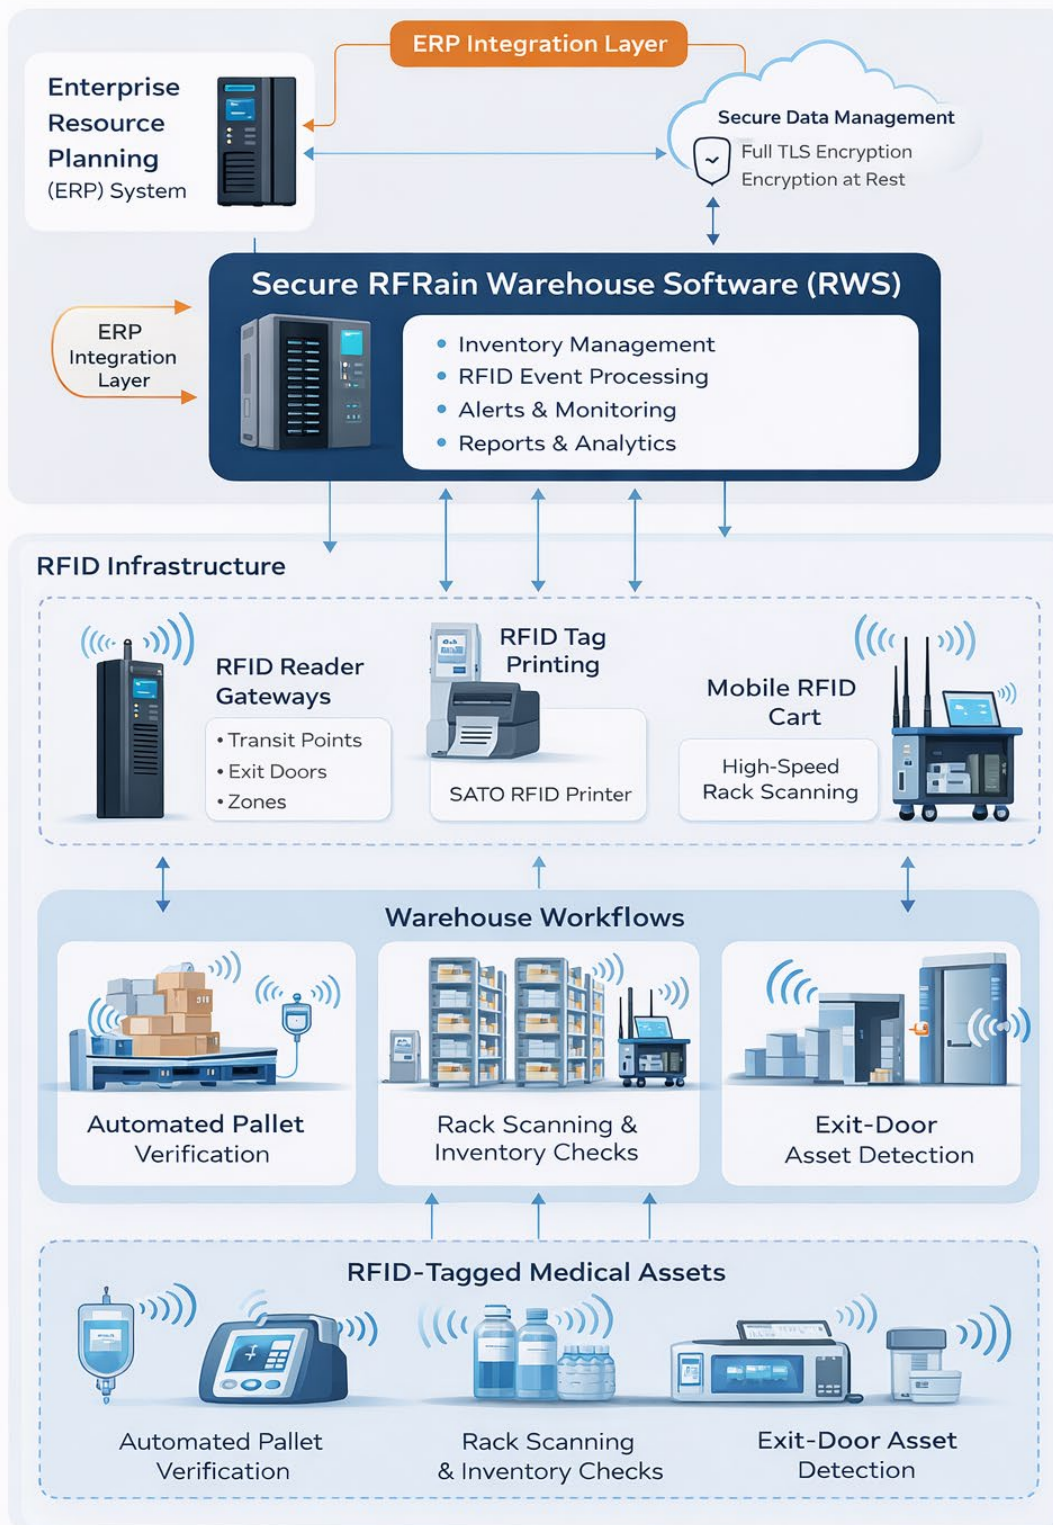 ERP Integration Layer
Enterprise
Resource
Planning
(ERP) System
Secure Data Management
Full TLS Encryption
Encryption at Rest
Secure RFRain Warehouse Software (RWS)
ERP
Integration
Layer
• Inventory Management
• RFID Event Processing
• Alerts & Monitoring
• Reports & Analytics
RFID Infrastructure
RFID Reader
Gateways
• Transit Points
• Exit Doors
• Zones
RFID Tag
Printing
SATO RFID Printer
Mobile RFID
Cart
High-Speed
Rack Scanning
Warehouse Workflows
Automated Pallet
Verification
Rack Scanning &
Inventory Checks
Exit-Door
Asset Detection
RFID-Tagged Medical Assets
Automated Pallet
Verification
Rack Scanning
& Inventory Checks
Exit-Door Asset
Detection